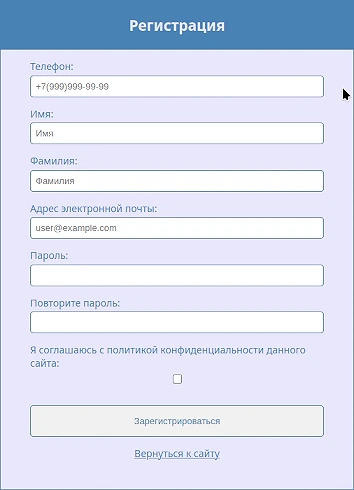 Регистрация
Телефон:
+7(999)999-99-99
Имя:
Имя
Фамилия:
Фамилия
Адрес электронной почты:
user@example.com
Пароль:
Повторите пароль:
Я соглашаюсь с политикой конфиденциальности данного
сайта:
Зарегистрироваться
Вернуться к сайту